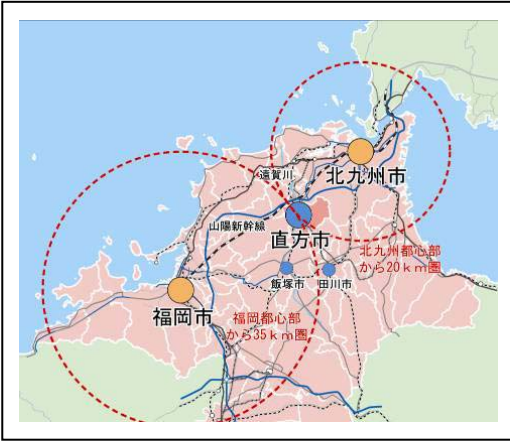 北九州市
遠賀川
山陽新幹線
直方市
北九州都心部
から20km圏
飯塚市
田川市
福岡市
福岡都心部
から35km圏